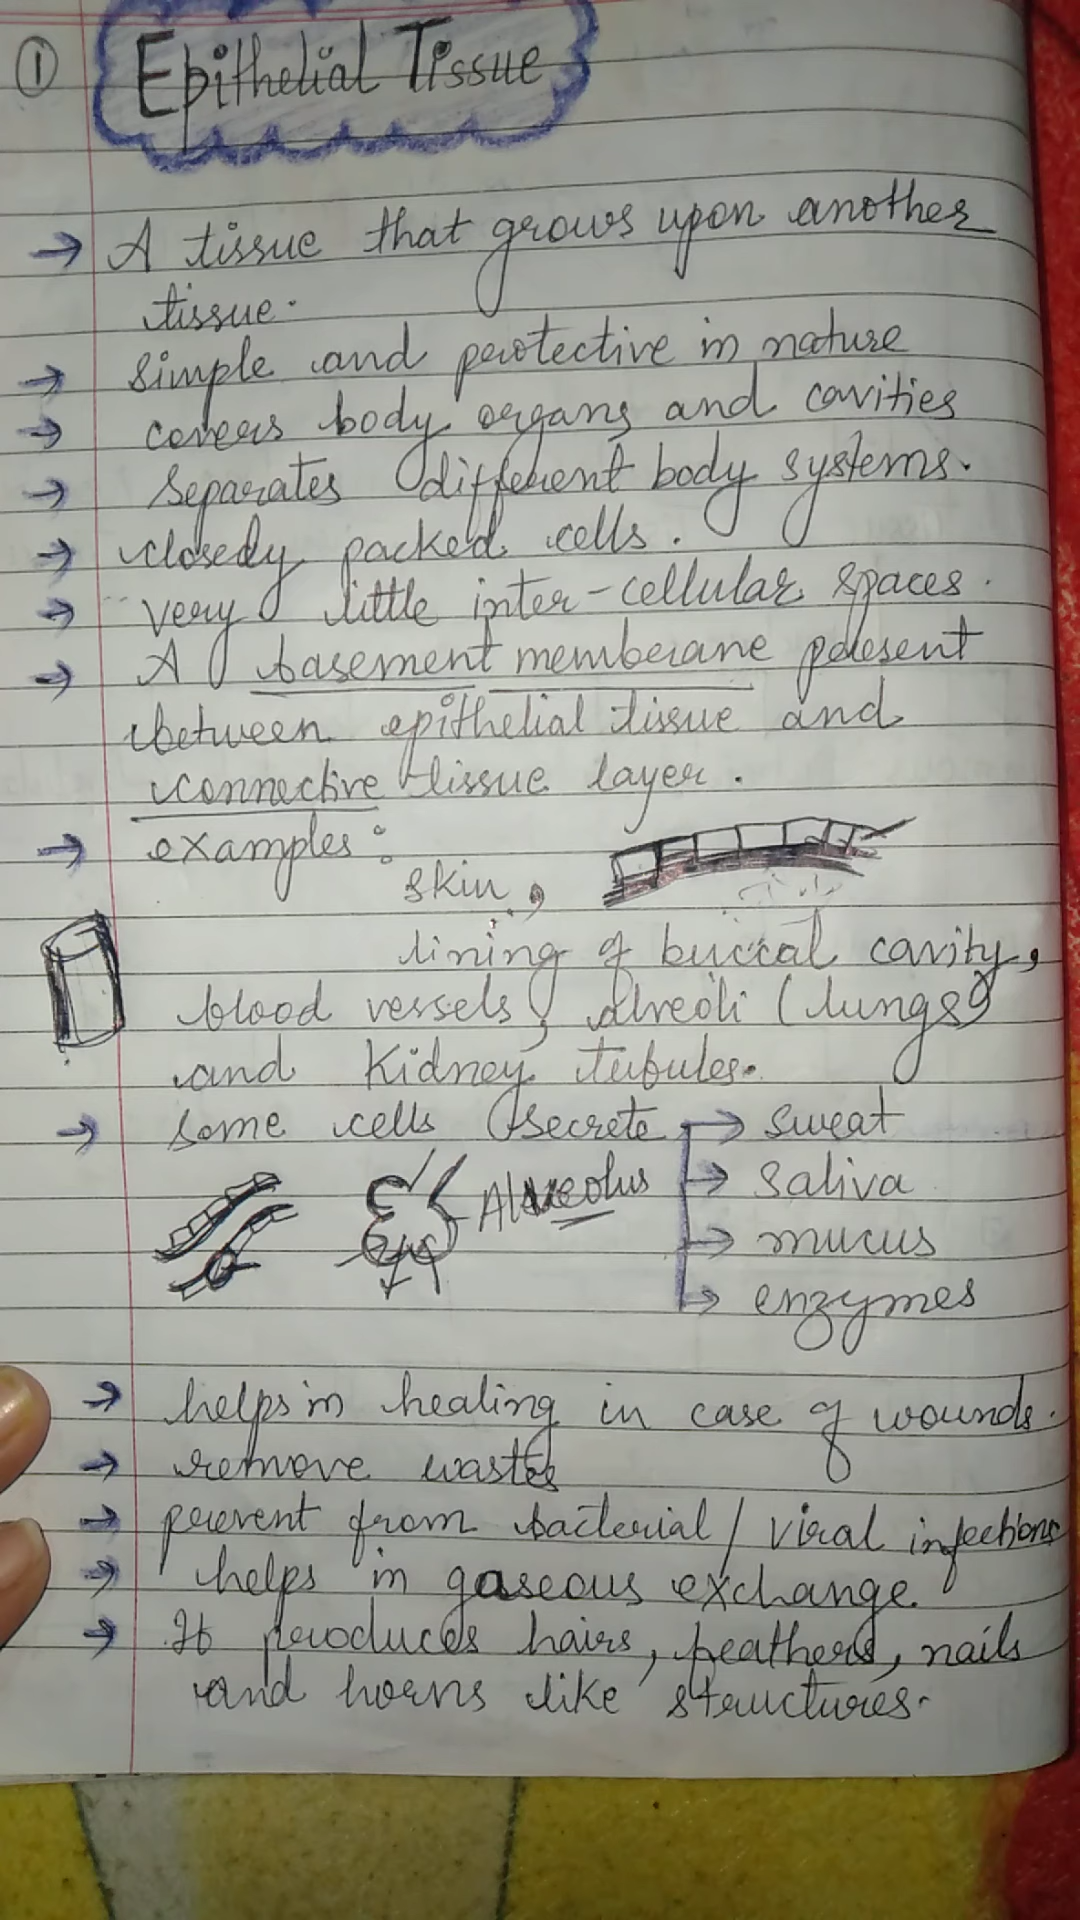 ① Epithelial Tissue
→ A tissue that grows upon another
tissue.
→ simple and protective in nature
→ covers body organs and cavities
→ separates different body systems.
→ closely packed cells.
→ very little inter-cellular spaces.
→ A basement membrane present
between epithelial tissue and
connective tissue layer.
→ examples:
skin,
lining of buccal cavity,
blood vessels, alveoli (lungs)
and Kidney tubules.
→ some cells secrete → sweat
Alveolus → saliva
→ mucus
→ enzymes
→ helps in healing in case of wounds.
→ remove wastes
→ prevent from bacterial / viral infections
→ helps in gaseous exchange.
→ It produces hairs, feathers, nails
and horns like structures.